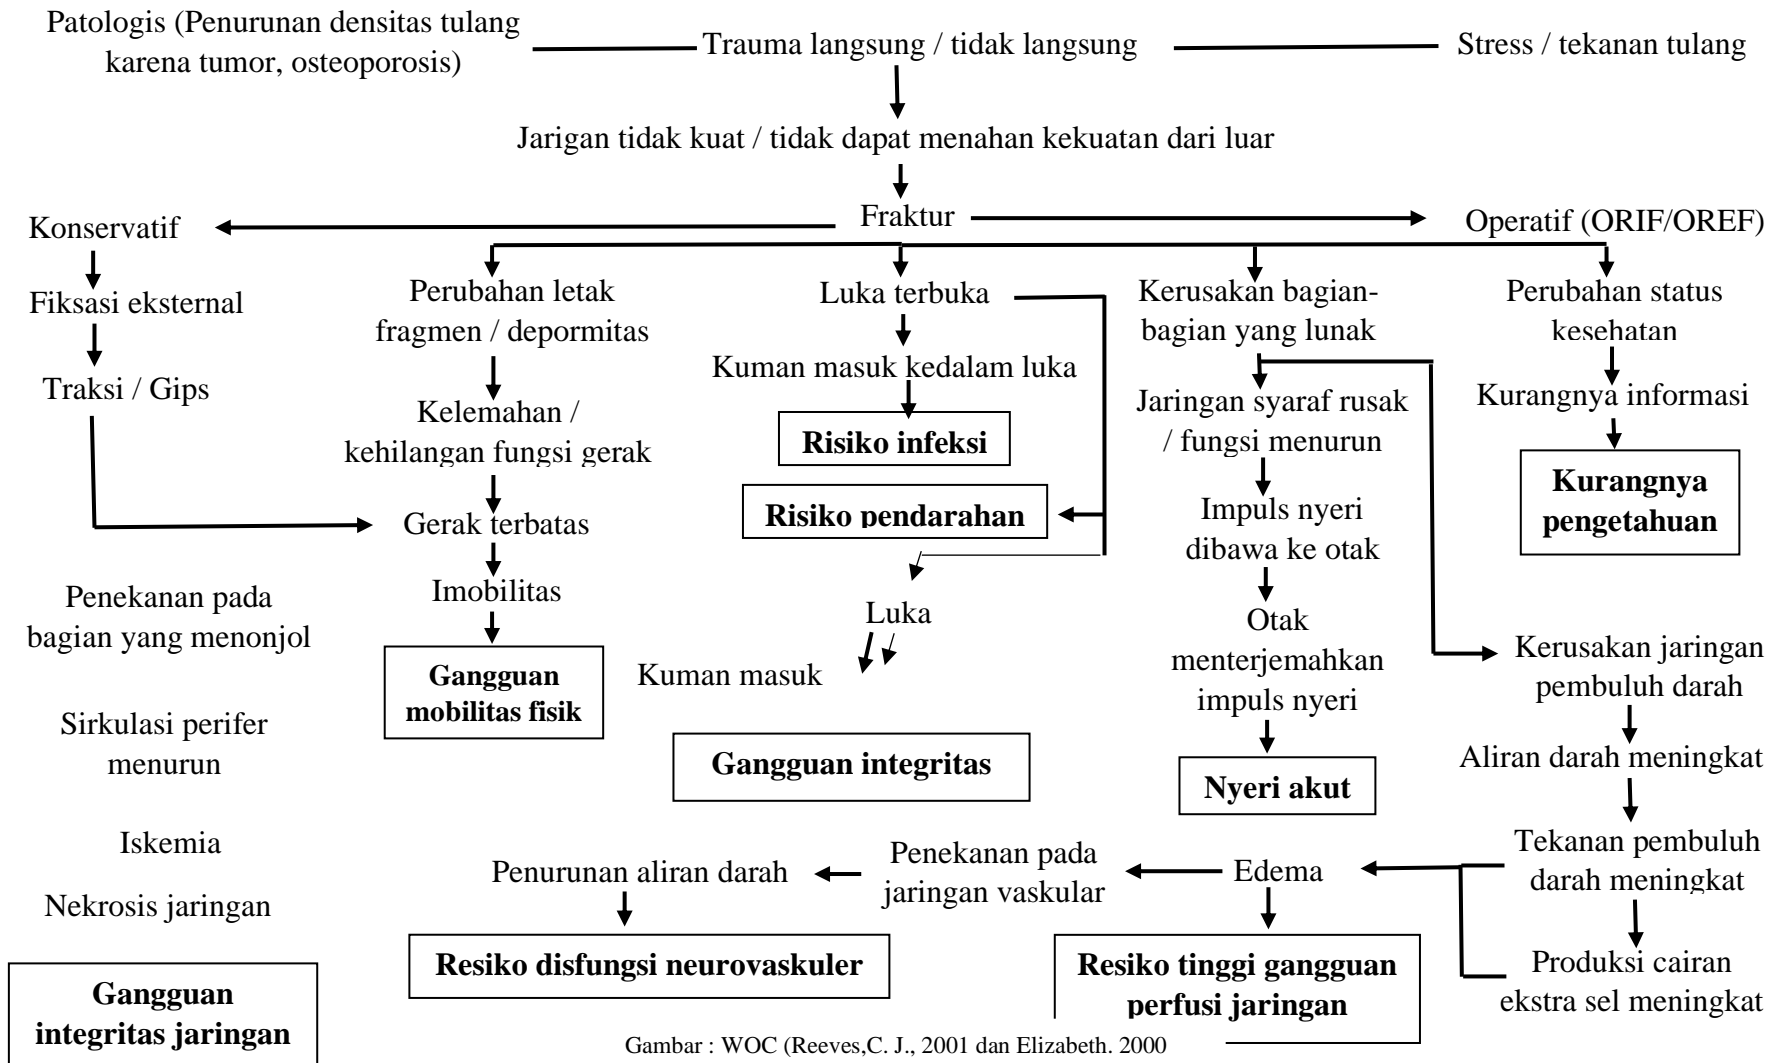 Patologis (Penurunan densitas tulang
karena tumor, osteoporosis)
Trauma langsung / tidak langsung
Stress / tekanan tulang
Jarigan tidak kuat / tidak dapat menahan kekuatan dari luar
Fraktur
Konservatif
Operatif (ORIF/OREF)
Fiksasi eksternal
Traksi / Gips
Perubahan letak
fragmen / depormitas
Kelemahan /
kehilangan fungsi gerak
Gerak terbatas
Imobilitas
Gangguan
mobilitas fisik
Luka terbuka
Kuman masuk kedalam luka
Risiko infeksi
Risiko pendarahan
Luka
Kuman masuk
Gangguan integritas
Kerusakan bagian-
bagian yang lunak
Jaringan syaraf rusak
/ fungsi menurun
Impuls nyeri
dibawa ke otak
Otak
menterjemahkan
impuls nyeri
Nyeri akut
Perubahan status
kesehatan
Kurangnya informasi
Kurangnya
pengetahuan
Kerusakan jaringan
pembuluh darah
Aliran darah meningkat
Tekanan pembuluh
darah meningkat
Produksi cairan
ekstra sel meningkat
Edema
Penekanan pada
jaringan vaskular
Penurunan aliran darah
Resiko disfungsi neurovaskuler
Resiko tinggi gangguan
perfusi jaringan
Penekanan pada
bagian yang menonjol
Sirkulasi perifer
menurun
Iskemia
Nekrosis jaringan
Gangguan
integritas jaringan
Gambar : WOC (Reeves,C. J., 2001 dan Elizabeth. 2000